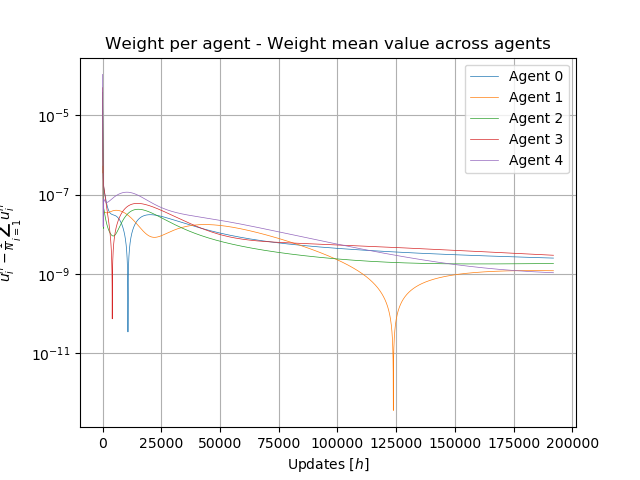 Weight per agent - Weight mean value across agents
Agent 0
Agent 1
Agent 2
Agent 3
Agent 4
10⁻⁵
10⁻⁷
10⁻⁹
10⁻¹¹
0 25000 50000 75000 100000 125000 150000 175000 200000
Updates [h]